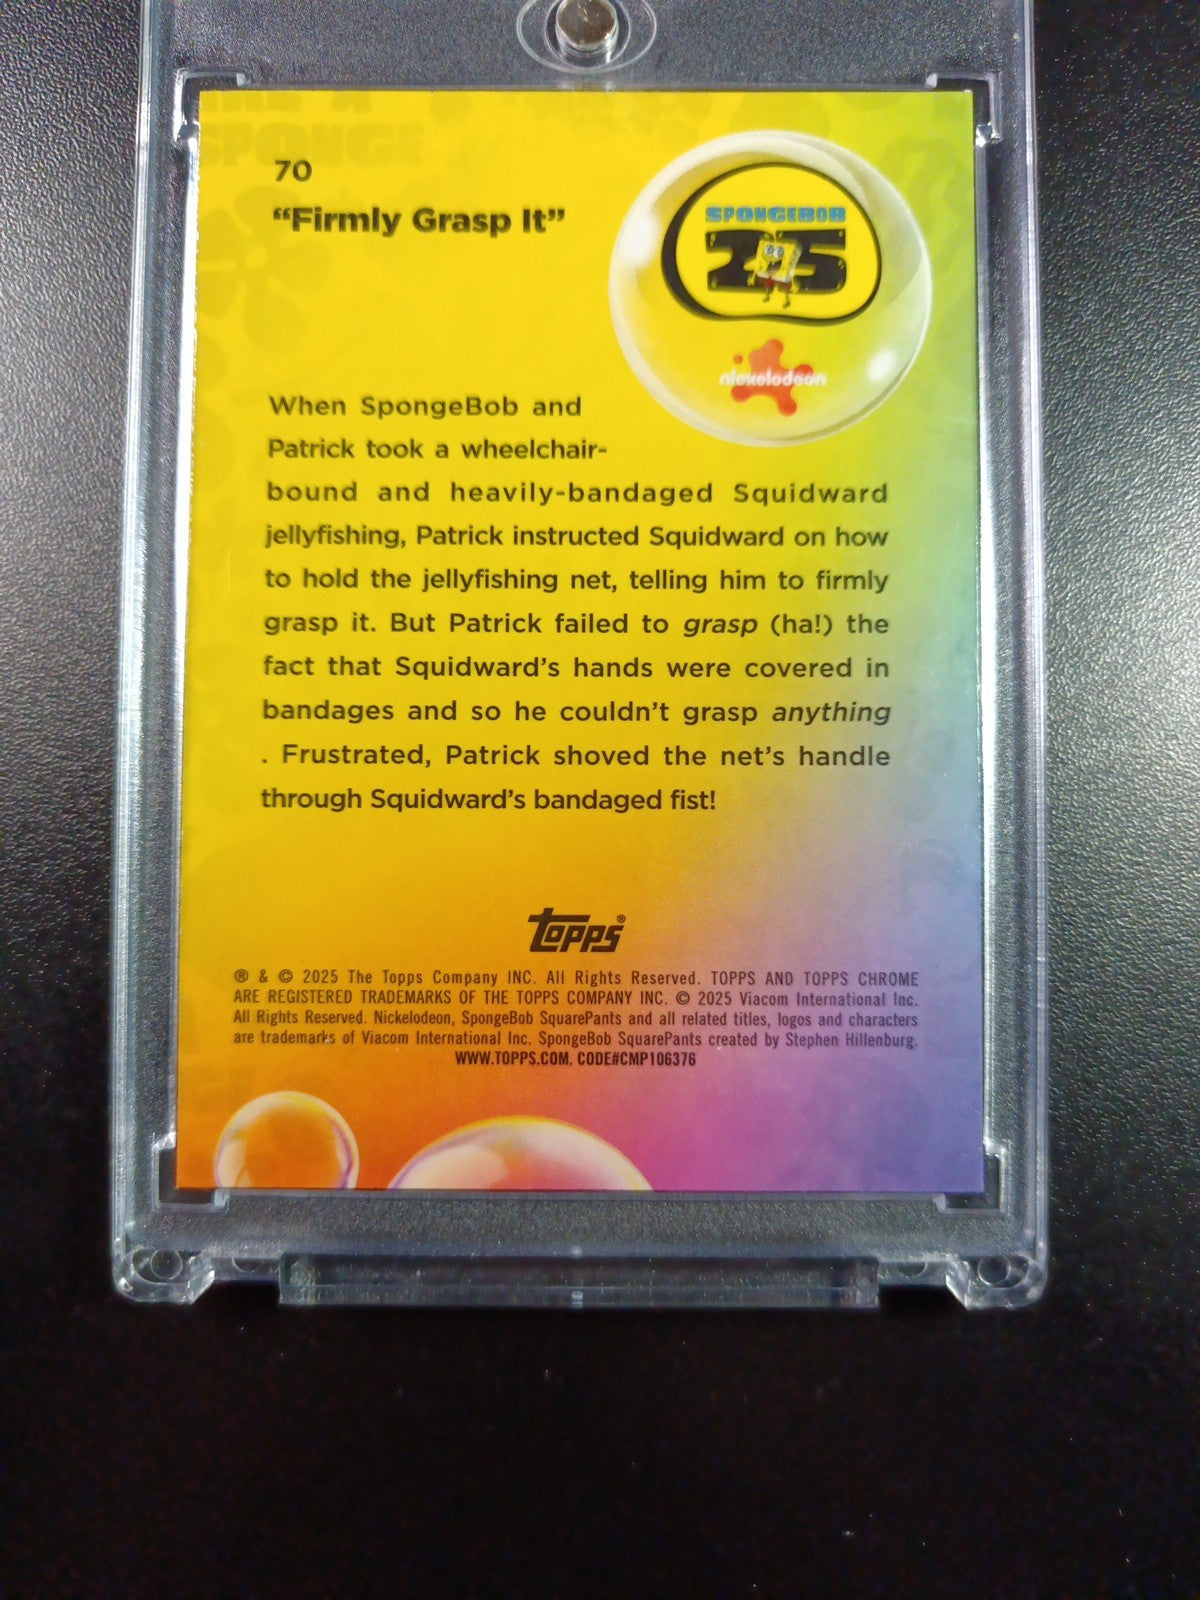 SPONGE
70
“Firmly Grasp It”
SPONGEBOB
25
nickelodeon
When SpongeBob and
Patrick took a wheelchair-
bound and heavily-bandaged Squidward
jellyfishing, Patrick instructed Squidward on how
to hold the jellyfishing net, telling him to firmly
grasp it. But Patrick failed to grasp (ha!) the
fact that Squidward’s hands were covered in
bandages and so he couldn’t grasp anything
. Frustrated, Patrick shoved the net’s handle
through Squidward’s bandaged fist!
topps®
® & © 2025 The Topps Company INC. All Rights Reserved. TOPPS AND TOPPS CHROME
ARE REGISTERED TRADEMARKS OF THE TOPPS COMPANY INC. © 2025 Viacom International Inc.
All Rights Reserved. Nickelodeon, SpongeBob SquarePants and all related titles, logos and characters
are trademarks of Viacom International Inc. SpongeBob SquarePants created by Stephen Hillenburg.
WWW.TOPPS.COM. CODE#CMP106376